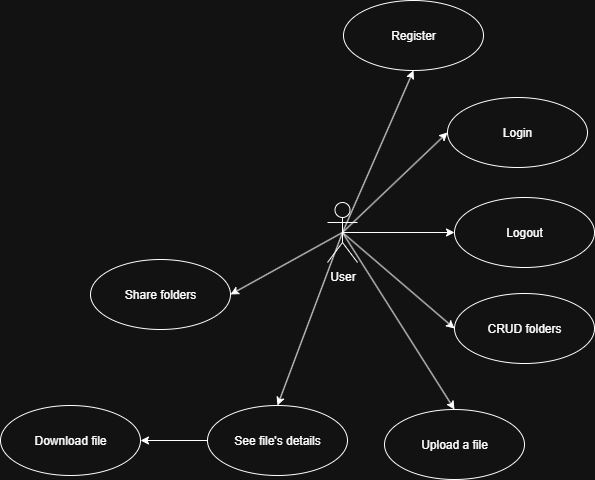 Register
Login
Logout
User
Share folders
CRUD folders
Download file
See file's details
Upload a file